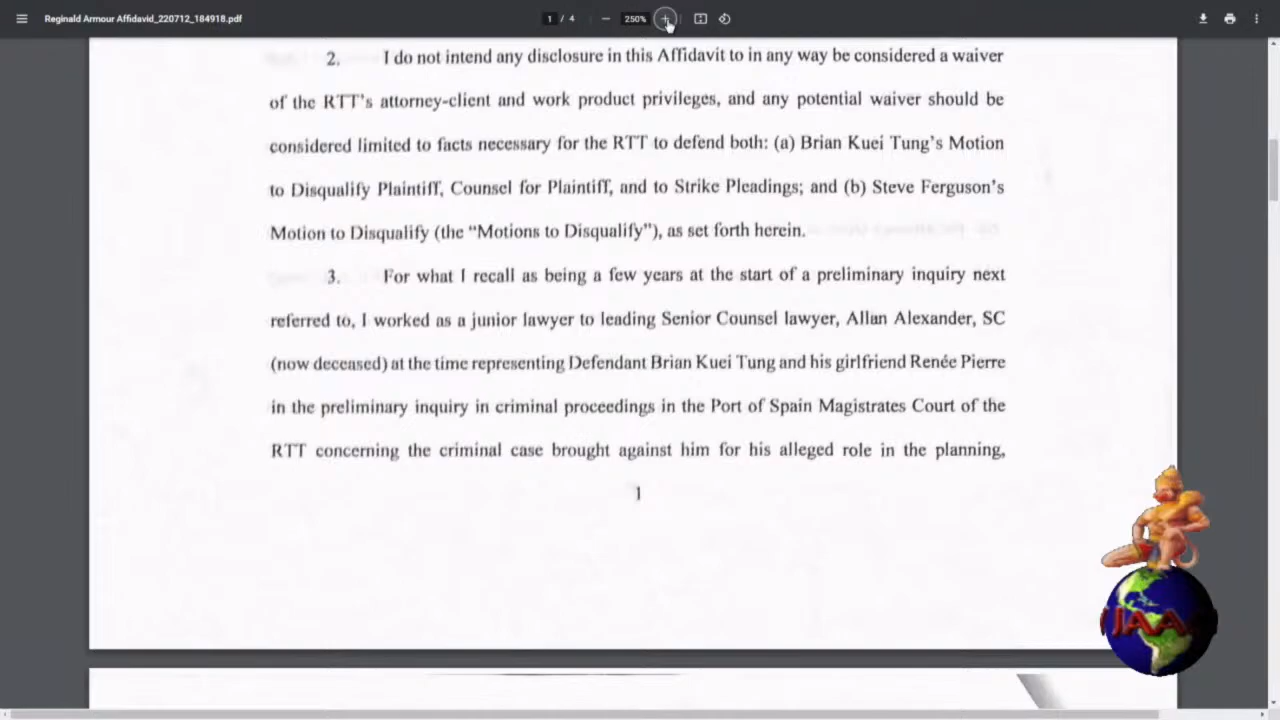 Reginald Armour Affidavid_220712_184918.pdf
1 / 4
250%
2. I do not intend any disclosure in this Affidavit to in any way be considered a waiver
of the RTT's attorney-client and work product privileges, and any potential waiver should be
considered limited to facts necessary for the RTT to defend both: (a) Brian Kuei Tung's Motion
to Disqualify Plaintiff, Counsel for Plaintiff, and to Strike Pleadings; and (b) Steve Ferguson's
Motion to Disqualify (the “Motions to Disqualify”), as set forth herein.
3. For what I recall as being a few years at the start of a preliminary inquiry next
referred to, I worked as a junior lawyer to leading Senior Counsel lawyer, Allan Alexander, SC
(now deceased) at the time representing Defendant Brian Kuei Tung and his girlfriend Renée Pierre
in the preliminary inquiry in criminal proceedings in the Port of Spain Magistrates Court of the
RTT concerning the criminal case brought against him for his alleged role in the planning,
1